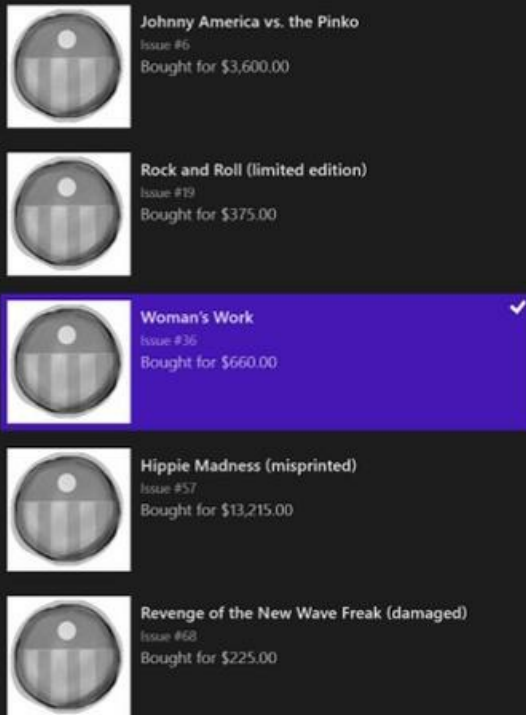 Johnny America vs. the Pinko
Issue #6
Bought for $3,600.00
Rock and Roll (limited edition)
Issue #19
Bought for $375.00
Woman's Work
Issue #36
Bought for $660.00
Hippie Madness (misprinted)
Issue #57
Bought for $13,215.00
Revenge of the New Wave Freak (damaged)
Issue #68
Bought for $225.00